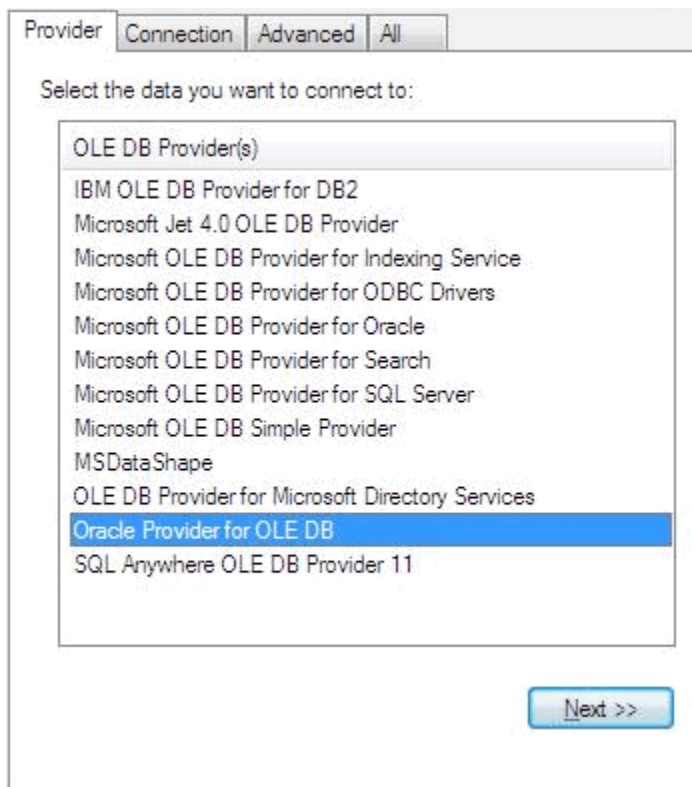 Provider Connection Advanced All
Select the data you want to connect to:
OLE DB Provider(s)
IBM OLE DB Provider for DB2
Microsoft Jet 4.0 OLE DB Provider
Microsoft OLE DB Provider for Indexing Service
Microsoft OLE DB Provider for ODBC Drivers
Microsoft OLE DB Provider for Oracle
Microsoft OLE DB Provider for Search
Microsoft OLE DB Provider for SQL Server
Microsoft OLE DB Simple Provider
MSDataShape
OLE DB Provider for Microsoft Directory Services
Oracle Provider for OLE DB
SQL Anywhere OLE DB Provider 11
Next >>